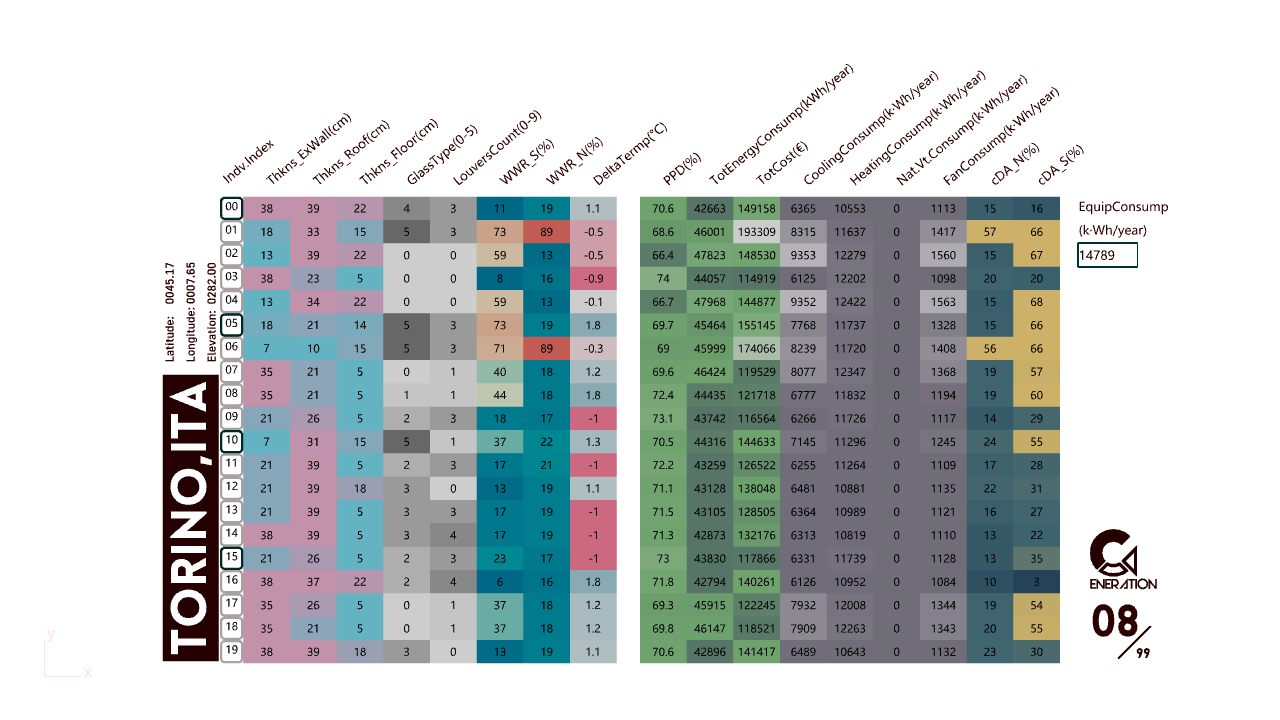 Indv.Index Thkns_ExWall(cm) Thkns_Roof(cm) Thkns_Floor(cm) GlassType(0-5) LouversCount(0-9) WWR_S(%) WWR_N(%) DeltaTermp(°C) PPD(%) TotEnergyConsump(kWh/year) TotCost(€) CoolingConsump(k·Wh/year) HeatingConsump(k·Wh/year) Nat.Vt.Consump(k·Wh/year) FanConsump(k·Wh/year) cDA_N(%) cDA_S(%)
00 38 39 22 4 3 11 19 1.1 70.6 42663 149158 6365 10553 0 1113 15 16
01 18 33 15 5 3 73 89 -0.5 68.6 46001 193309 8315 11637 0 1417 57 66
02 13 39 22 0 0 59 13 -0.5 66.4 47823 148530 9353 12279 0 1560 15 67
03 38 23 5 0 0 8 16 -0.9 74 44057 114919 6125 12202 0 1098 20 20
04 13 34 22 0 0 59 13 -0.1 66.7 47968 144877 9352 12422 0 1563 15 68
05 18 21 14 5 3 73 19 1.8 69.7 45464 155145 7768 11737 0 1328 15 66
06 7 10 15 5 3 71 89 -0.3 69 45999 174066 8239 11720 0 1408 56 66
07 35 21 5 0 1 40 18 1.2 69.6 46424 119529 8077 12347 0 1368 19 57
08 35 21 5 1 1 44 18 1.8 72.4 44435 121718 6777 11832 0 1194 19 60
09 21 26 5 2 3 18 17 -1 73.1 43742 116564 6266 11726 0 1117 14 29
10 7 31 15 5 1 37 22 1.3 70.5 44316 144633 7145 11296 0 1245 24 55
11 21 39 5 2 3 17 21 -1 72.2 43259 126522 6255 11264 0 1109 17 28
12 21 39 18 3 0 13 19 1.1 71.1 43128 138048 6481 10881 0 1135 22 31
13 21 39 5 3 3 17 19 -1 71.5 43105 128505 6364 10989 0 1121 16 27
14 38 39 5 3 4 17 19 -1 71.3 42873 132176 6313 10819 0 1110 13 22
15 21 26 5 2 3 23 17 -1 73 43830 117866 6331 11739 0 1128 13 35
16 38 37 22 2 4 6 16 1.8 71.8 42794 140261 6126 10952 0 1084 10 3
17 35 26 5 0 1 37 18 1.2 69.3 45915 122245 7932 12008 0 1344 19 54
18 35 21 5 0 1 37 18 1.2 69.8 46147 118521 7909 12263 0 1343 20 55
19 38 39 18 3 0 13 19 1.1 70.6 42896 141417 6489 10643 0 1132 23 30
EquipConsump
(k·Wh/year)
14789
Latitude: 0045.17
Longitude: 0007.65
Elevation: 0282.00
TORINO,ITA
ENERATION
08/99
y
x